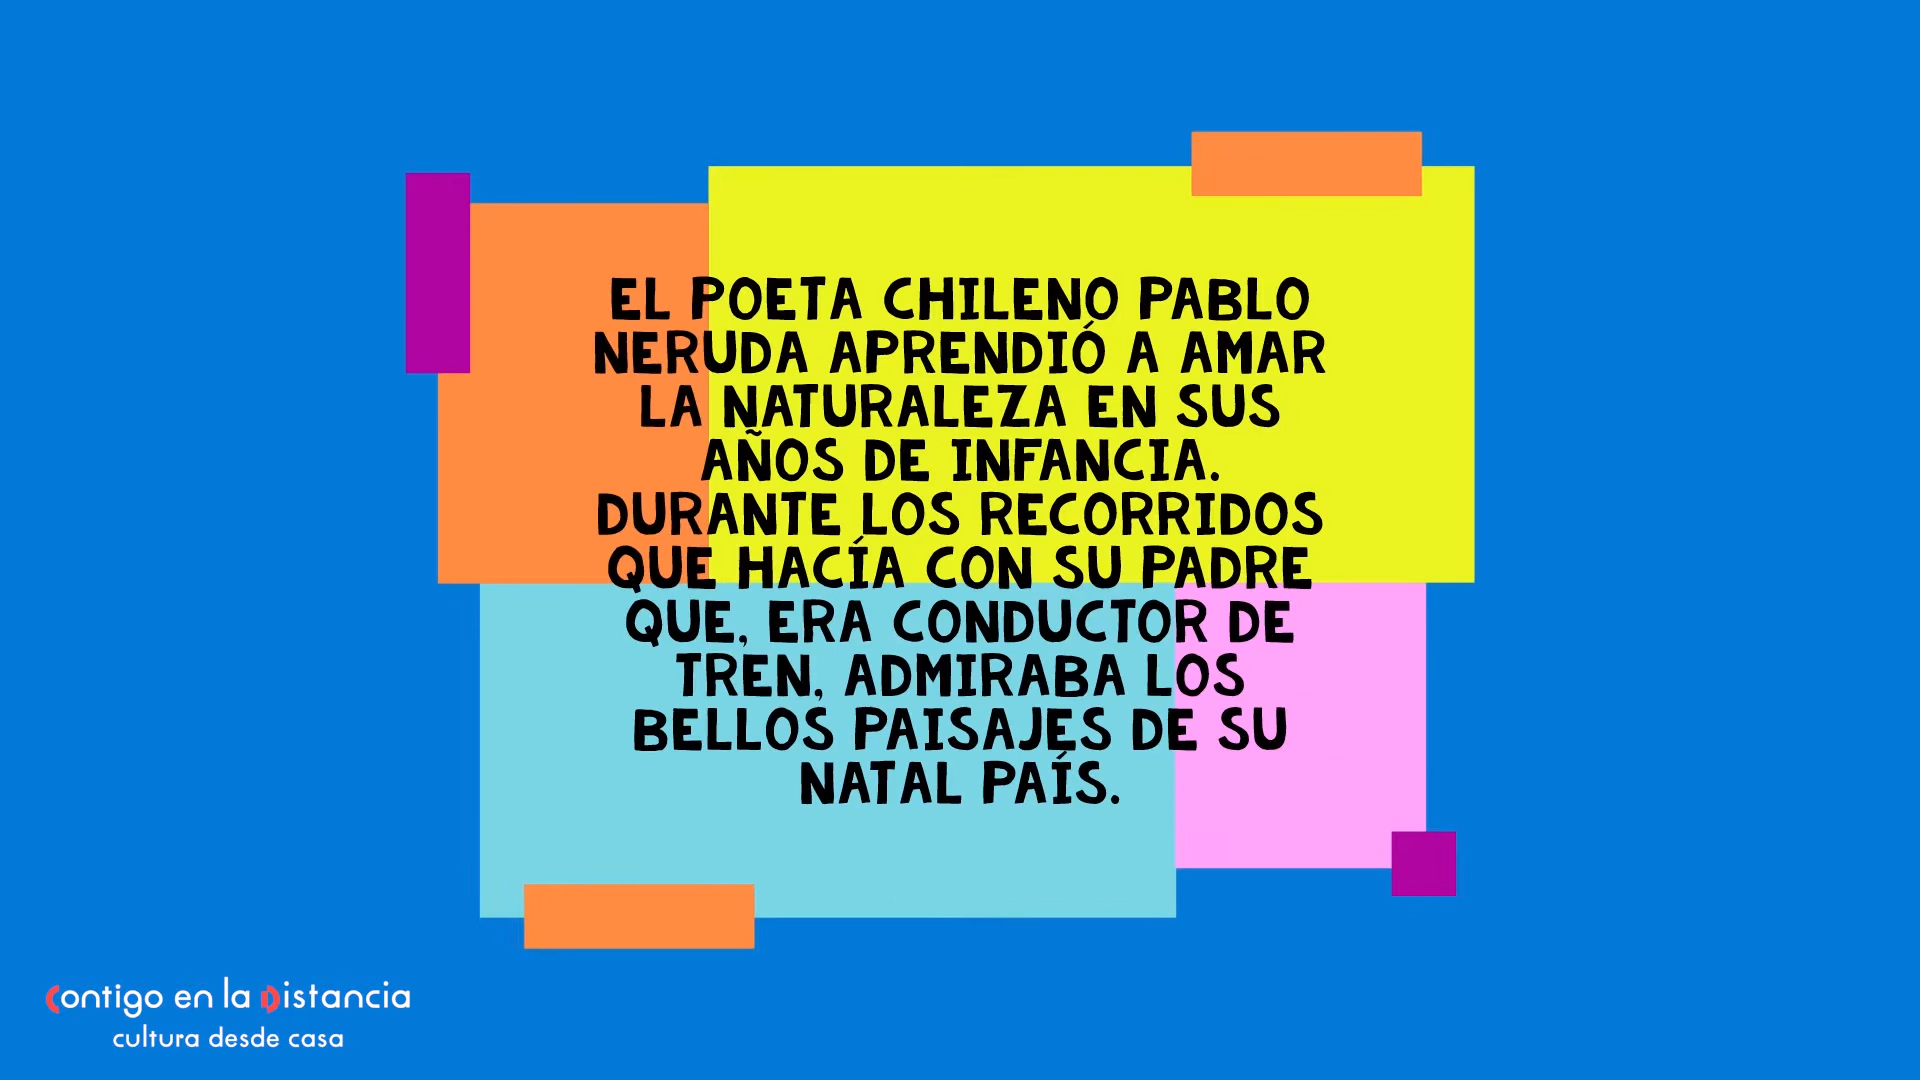 EL POETA CHILENO PABLO
NERUDA APRENDIÓ A AMAR
LA NATURALEZA EN SUS
AÑOS DE INFANCIA.
DURANTE LOS RECORRIDOS
QUE HACÍA CON SU PADRE
QUE, ERA CONDUCTOR DE
TREN, ADMIRABA LOS
BELLOS PAISAJES DE SU
NATAL PAÍS.
Contigo en la Distancia
cultura desde casa